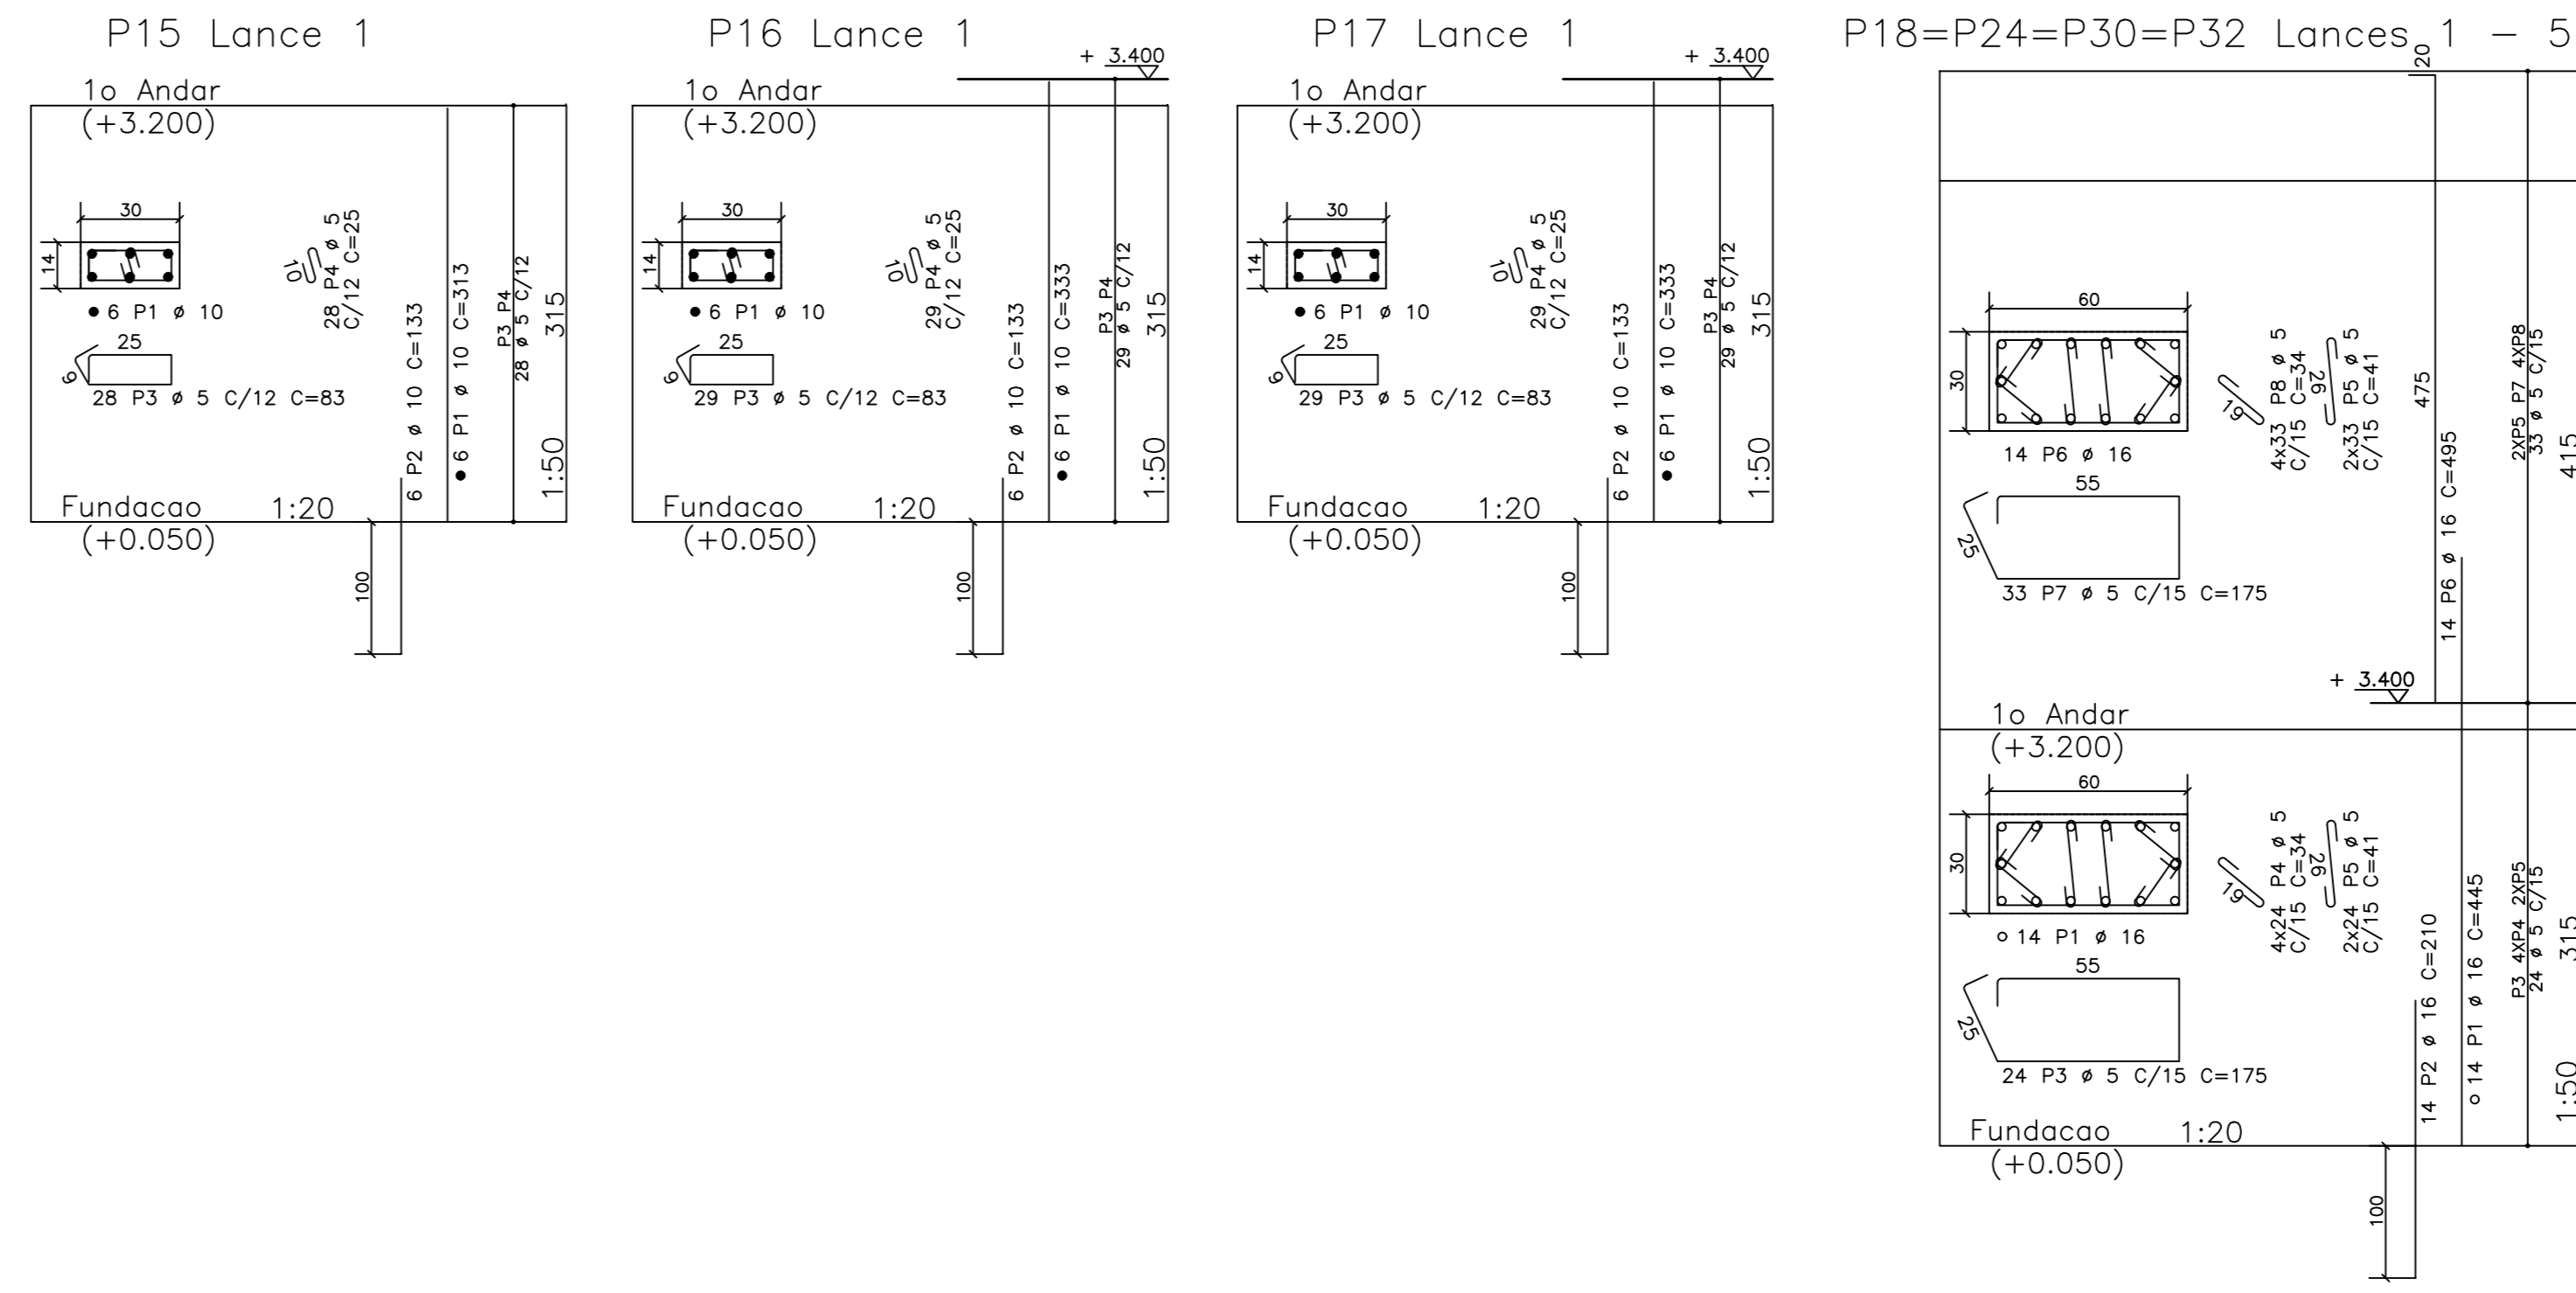 P15 Lance 1
1o Andar
(+3.200)
30
14
6 P1 ø 10
25
9
28 P3 ø 5 C/12 C=83
10
28 P4 ø 5
C/12 C=25
6 P2 ø 10 C=133
6 P1 ø 10 C=313
P3 P4
28 ø 5 C/12
315
1:50
Fundacao 1:20
(+0.050)
100
P16 Lance 1
+ 3.400
1o Andar
(+3.200)
30
14
6 P1 ø 10
25
9
29 P3 ø 5 C/12 C=83
10
29 P4 ø 5
C/12 C=25
6 P2 ø 10 C=133
6 P1 ø 10 C=333
P3 P4
29 ø 5 C/12
315
1:50
Fundacao 1:20
(+0.050)
100
P17 Lance 1
+ 3.400
1o Andar
(+3.200)
30
14
6 P1 ø 10
25
9
29 P3 ø 5 C/12 C=83
10
29 P4 ø 5
C/12 C=25
6 P2 ø 10 C=133
6 P1 ø 10 C=333
P3 P4
29 ø 5 C/12
315
1:50
Fundacao 1:20
(+0.050)
100
P18=P24=P30=P32 Lances 1 - 5
20
60
30
14 P6 ø 16
55
25
33 P7 ø 5 C/15 C=175
19
4x33 P8 ø 5
C/15 C=34
26
2x33 P5 ø 5
C/15 C=41
475
14 P6 ø 16 C=495
2XP5 P7 4XP8
33 ø 5 C/15
415
+ 3.400
1o Andar
(+3.200)
60
30
14 P1 ø 16
55
25
24 P3 ø 5 C/15 C=175
19
4x24 P4 ø 5
C/15 C=34
26
2x24 P5 ø 5
C/15 C=41
14 P2 ø 16 C=210
14 P1 ø 16 C=445
P3 4XP4 2XP5
24 ø 5 C/15
315
1:50
Fundacao 1:20
(+0.050)
100